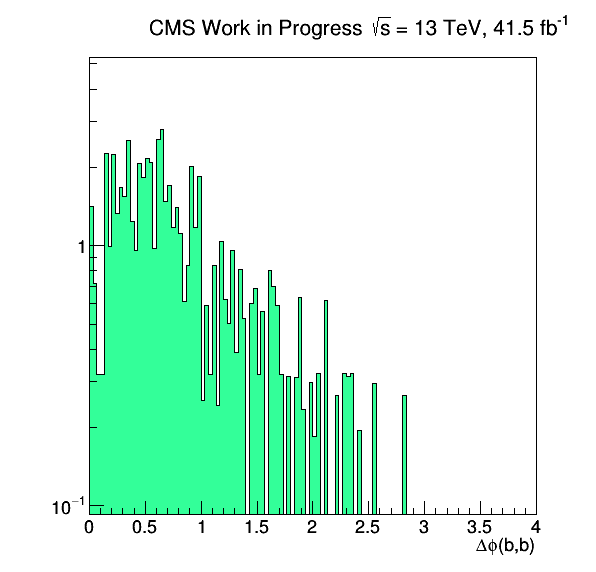 CMS Work in Progress √s = 13 TeV, 41.5 fb⁻¹
1
10⁻¹
0 0.5 1 1.5 2 2.5 3 3.5 4
Δϕ(b,b)